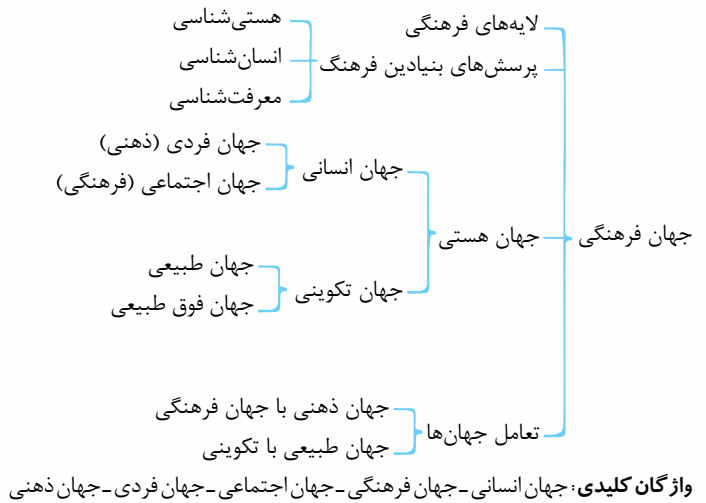 جهان فرهنگی
لایه‌های فرهنگی
پرسش‌های بنیادین فرهنگ
هستی‌شناسی
انسان‌شناسی
معرفت‌شناسی
جهان هستی
جهان انسانی
جهان فردی (ذهنی)
جهان اجتماعی (فرهنگی)
جهان تکوینی
جهان طبیعی
جهان فوق طبیعی
تعامل جهان‌ها
جهان ذهنی با جهان فرهنگی
جهان طبیعی با تکوینی
واژگان کلیدی: جهان انسانی ـ جهان فرهنگی ـ جهان اجتماعی ـ جهان فردی ـ جهان ذهنی